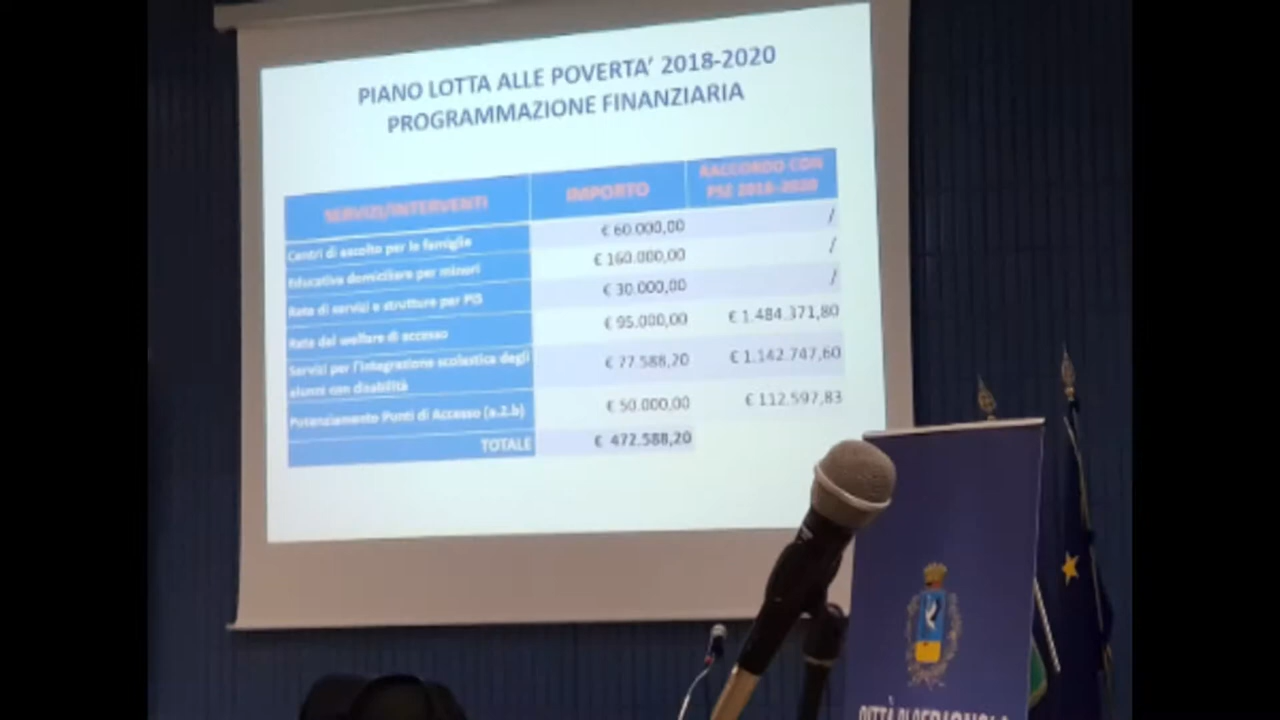 PIANO LOTTA ALLE POVERTA' 2018-2020
PROGRAMMAZIONE FINANZIARIA
SERVIZI/INTERVENTI IMPORTO RACCORDO CON
PSZ 2018-2020
Centri di ascolto per le famiglie € 60.000,00 /
Educativa domiciliare per minori € 160.000,00 /
Rete di servizi e strutture per PIS € 30.000,00 /
Rete del welfare di accesso € 95.000,00 € 1.484.371,80
Servizi per l'integrazione scolastica degli
alunni con disabilità € 77.588,20 € 1.142.747,60
Potenziamento Punti di Accesso (a.2.b) € 50.000,00 € 112.597,83
TOTALE € 472.588,20
CITTÀ DI CERIGNOLA